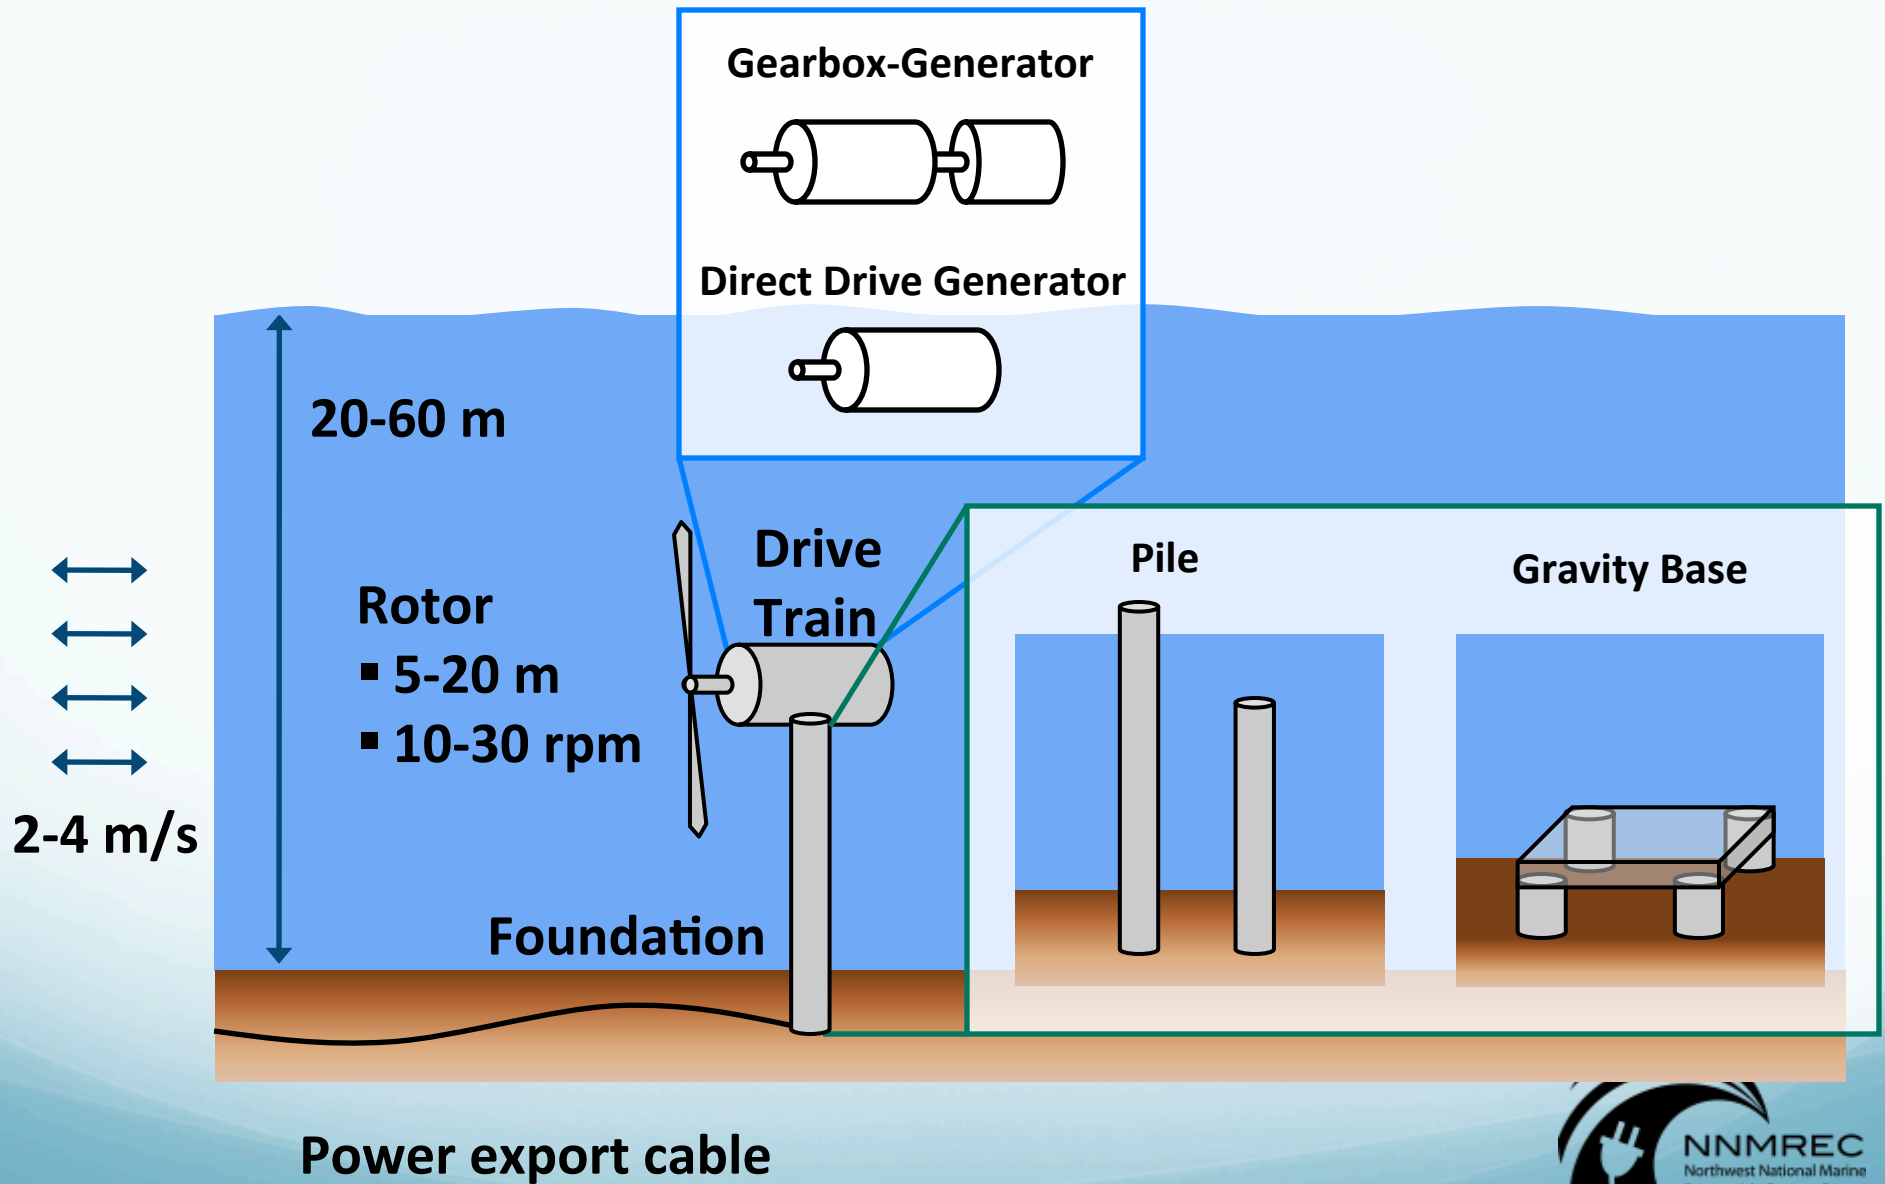 Gearbox-Generator
Direct Drive Generator
20-60 m
Drive
Train
Rotor
▪ 5-20 m
▪ 10-30 rpm
2-4 m/s
Foundation
Pile
Gravity Base
Power export cable
NNMREC
Northwest National Marine